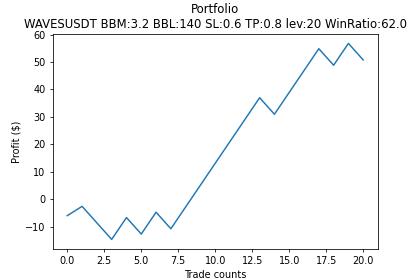 Portfolio
WAVESUSDT BBM:3.2 BBL:140 SL:0.6 TP:0.8 lev:20 WinRatio:62.0
60
50
40
30
20
10
0
−10
Profit ($)
0.0 2.5 5.0 7.5 10.0 12.5 15.0 17.5 20.0
Trade counts